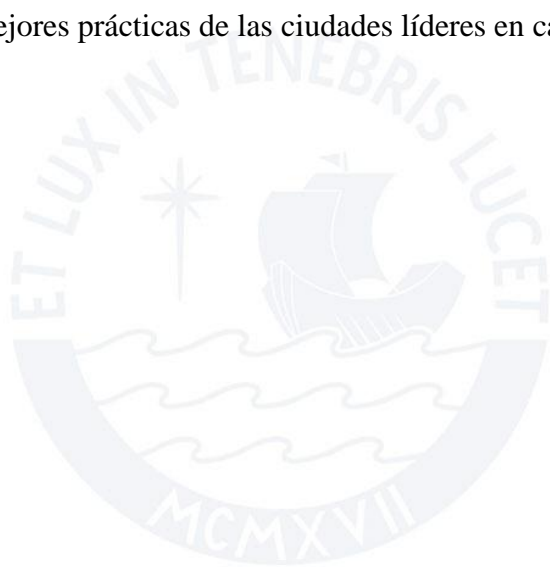 ejores prácticas de las ciudades líderes en ca
ET LUX IN TENEBRIS LUCET
MCMXVII